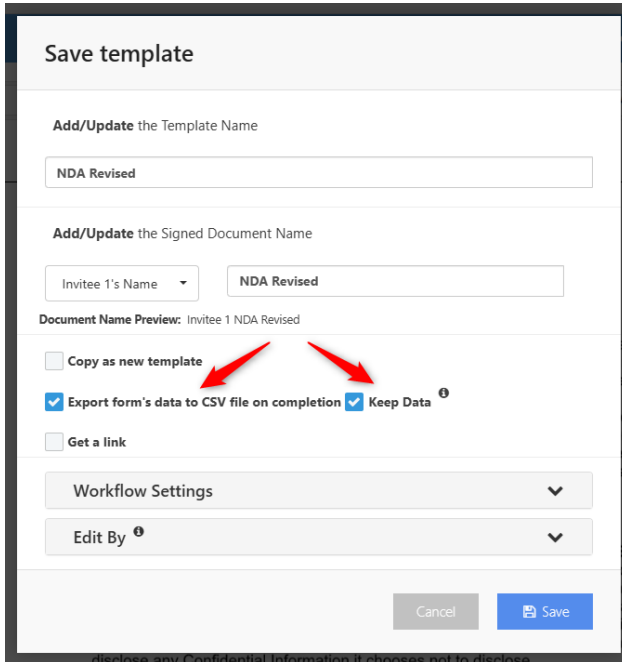 Save template
Add/Update the Template Name
NDA Revised
Add/Update the Signed Document Name
Invitee 1's Name NDA Revised
Document Name Preview: Invitee 1 NDA Revised
Copy as new template
Export form's data to CSV file on completion Keep Data
Get a link
Workflow Settings
Edit By
Cancel Save
disclose any Confidential Information it chooses not to disclose